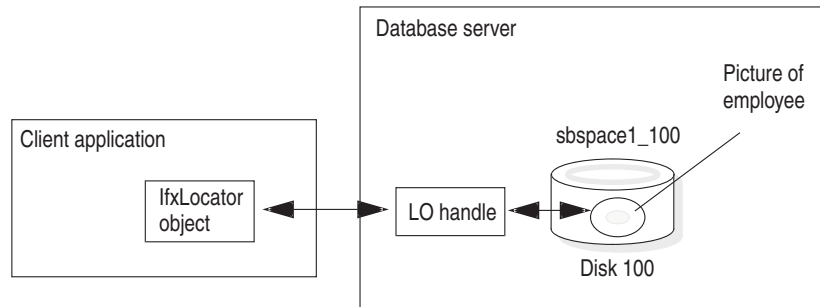 Database server
Picture of
employee
sbspace1_100
Client application
IfxLocator
object
LO handle
Disk 100